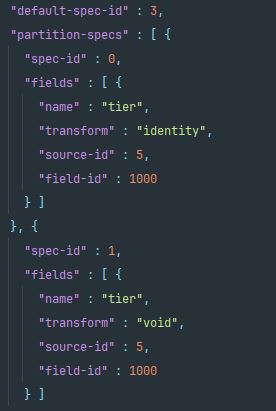 "default-spec-id" : 3,
"partition-specs" : [ {
"spec-id" : 0,
"fields" : [ {
"name" : "tier",
"transform" : "identity",
"source-id" : 5,
"field-id" : 1000
} ]
}, {
"spec-id" : 1,
"fields" : [ {
"name" : "tier",
"transform" : "void",
"source-id" : 5,
"field-id" : 1000
} ]